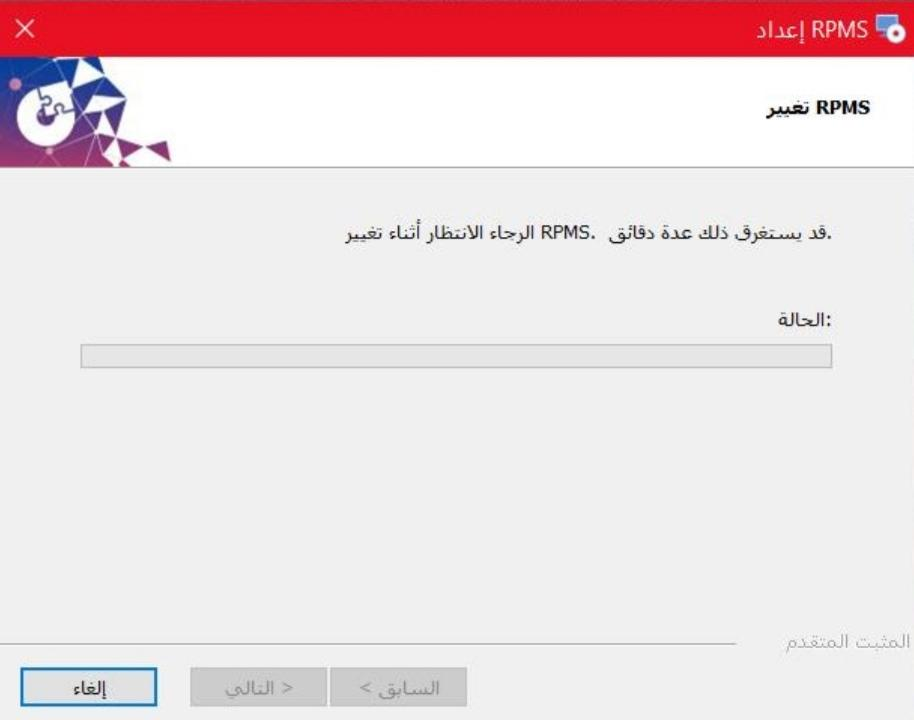 إعداد RPMS
تغيير RPMS
الرجاء الانتظار أثناء تغيير RPMS. قد يستغرق ذلك عدة دقائق.
الحالة:
المثبت المتقدم
السابق >
< التالي
إلغاء